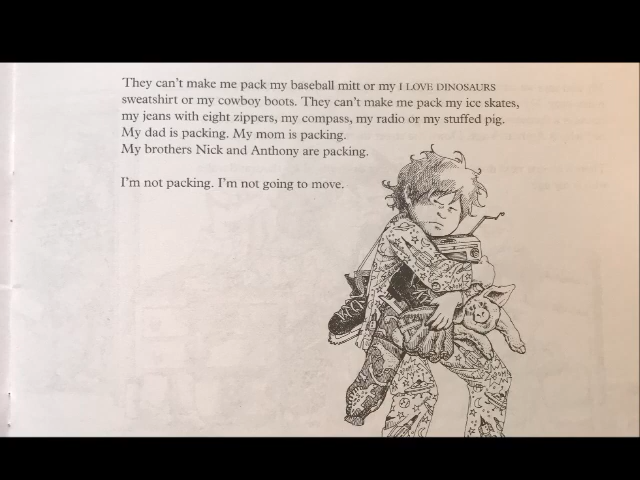 They can't make me pack my baseball mitt or my I LOVE DINOSAURS
sweatshirt or my cowboy boots. They can't make me pack my ice skates,
my jeans with eight zippers, my compass, my radio or my stuffed pig.
My dad is packing. My mom is packing.
My brothers Nick and Anthony are packing.
I'm not packing. I'm not going to move.